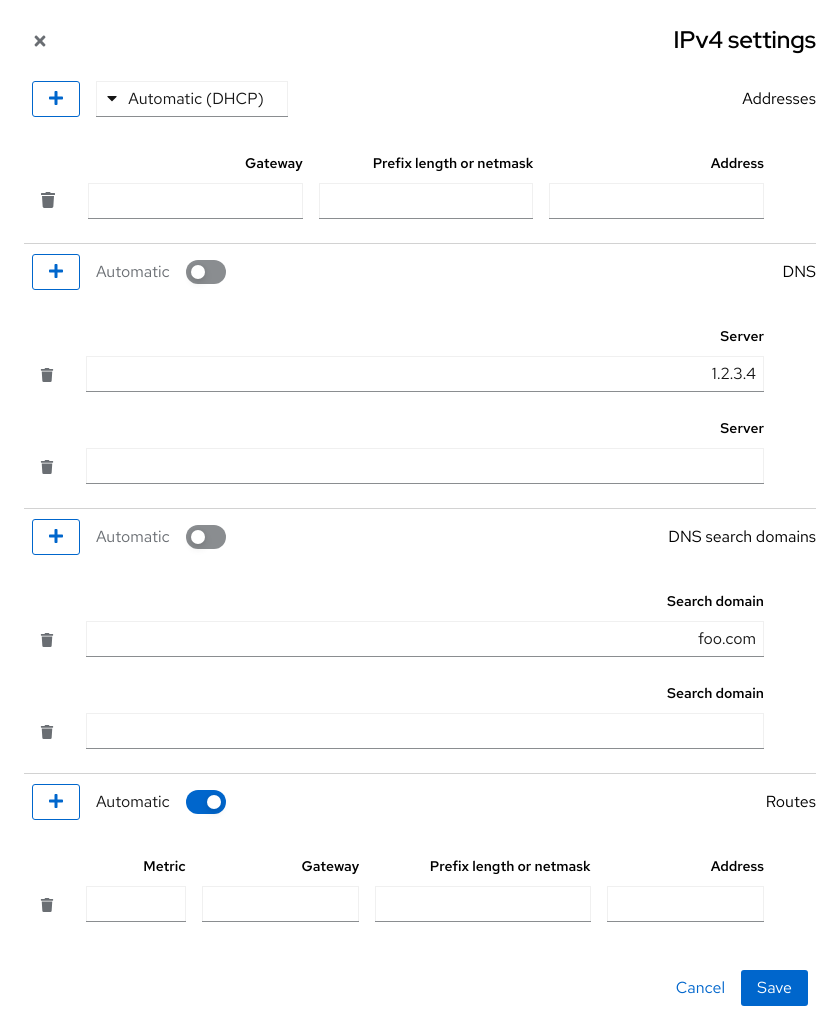 IPv4 settings
Addresses
Automatic (DHCP)
Address
Prefix length or netmask
Gateway
DNS
Automatic
Server
1.2.3.4
Server
DNS search domains
Automatic
Search domain
foo.com
Search domain
Routes
Automatic
Address
Prefix length or netmask
Gateway
Metric
Save
Cancel